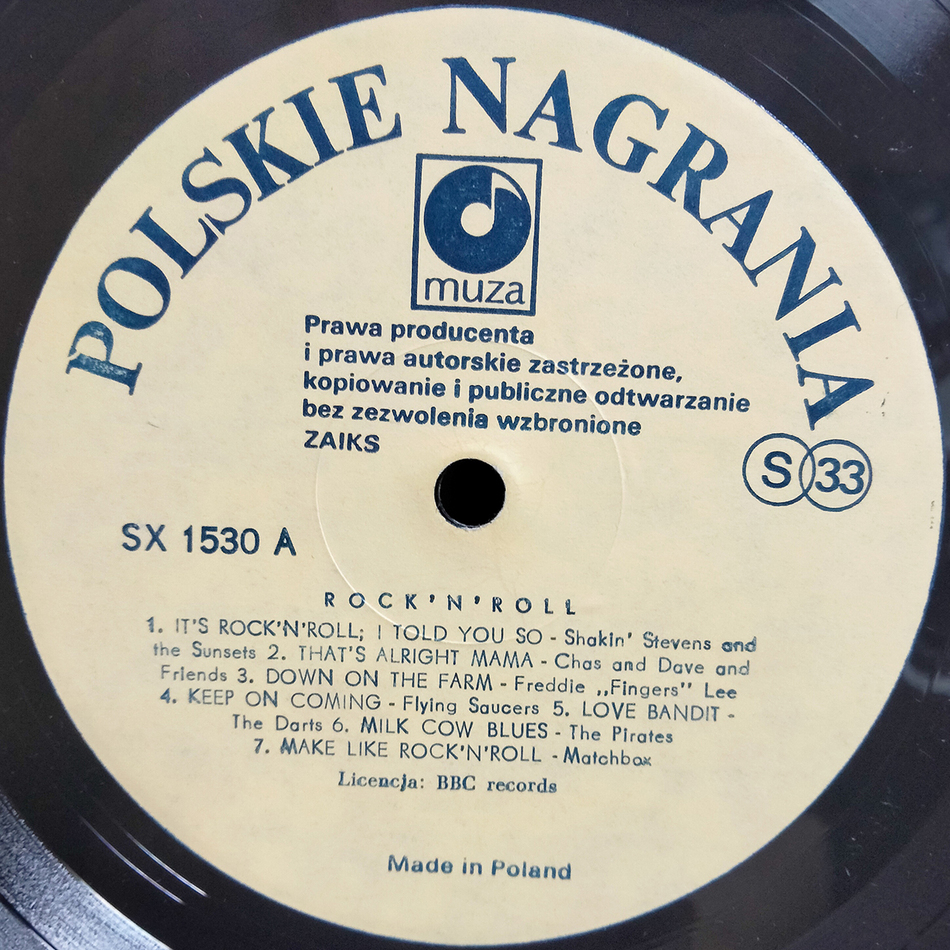 POLSKIE NAGRANIA
muza
Prawa producenta
i prawa autorskie zastrzeżone,
kopiowanie i publiczne odtwarzanie
bez zezwolenia wzbronione
ZAIKS
S 33
SX 1530 A
ROCK'N'ROLL
1. IT'S ROCK'N'ROLL; I TOLD YOU SO - Shakin' Stevens and
the Sunsets 2. THAT'S ALRIGHT MAMA - Chas and Dave and
Friends 3. DOWN ON THE FARM - Freddie ,,Fingers" Lee
4. KEEP ON COMING - Flying Saucers 5. LOVE BANDIT -
The Darts 6. MILK COW BLUES - The Pirates
7. MAKE LIKE ROCK'N'ROLL - Matchbox
Licencja: BBC records
Made in Poland